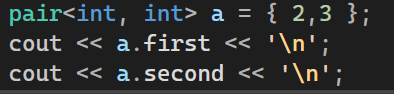 pair<int, int> a = { 2,3 };
cout << a.first << '\n';
cout << a.second << '\n';